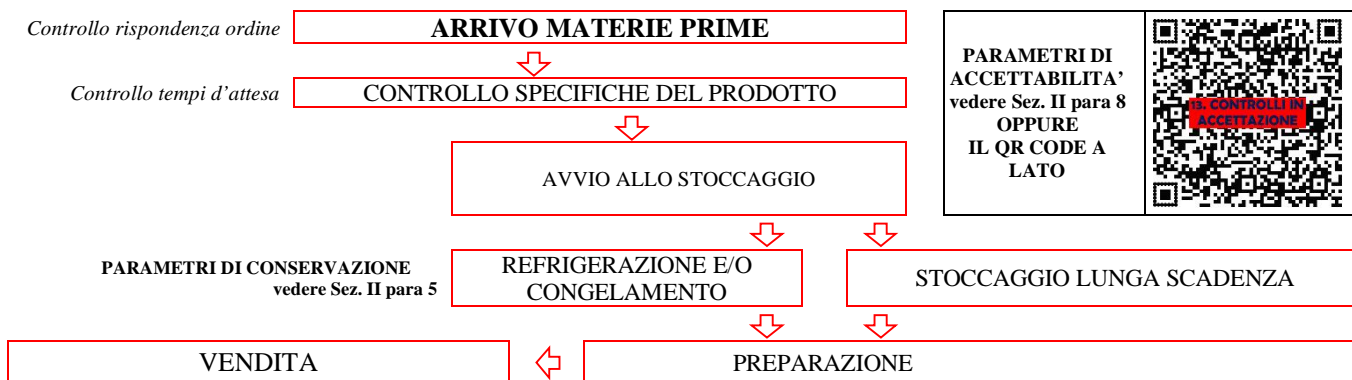 Controllo rispondenza ordine
ARRIVO MATERIE PRIME
Controllo tempi d'attesa
CONTROLLO SPECIFICHE DEL PRODOTTO
PARAMETRI DI
ACCETTABILITA'
vedere Sez. II para 8
OPPURE
IL QR CODE A
LATO
13. CONTROLLI IN
ACCETTAZIONE
AVVIO ALLO STOCCAGGIO
PARAMETRI DI CONSERVAZIONE
vedere Sez. II para 5
REFRIGERAZIONE E/O
CONGELAMENTO
STOCCAGGIO LUNGA SCADENZA
VENDITA
PREPARAZIONE